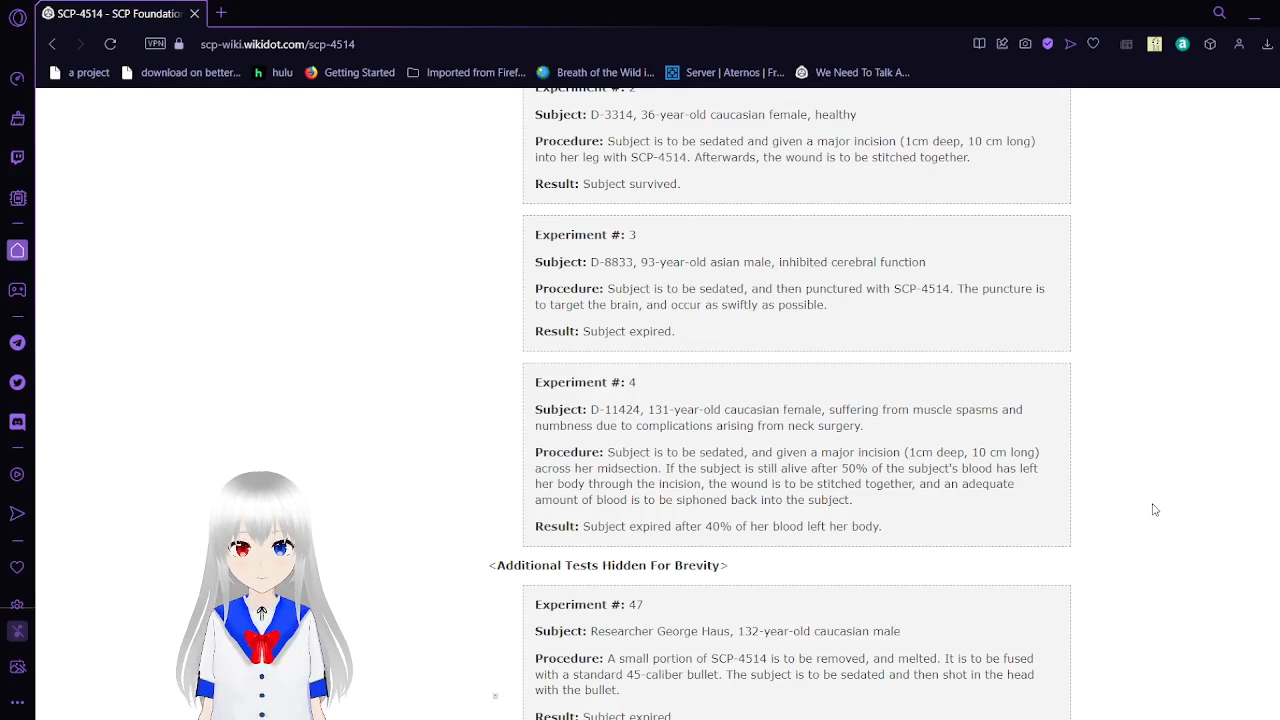 SCP-4514 - SCP Foundation
scp-wiki.wikidot.com/scp-4514
VPN
a project
download on better...
hulu
Getting Started
Imported from Firef...
Breath of the Wild i...
Server | Aternos | Fr...
We Need To Talk A...
Experiment #: 2
Subject: D-3314, 36-year-old caucasian female, healthy
Procedure: Subject is to be sedated and given a major incision (1cm deep, 10 cm long)
into her leg with SCP-4514. Afterwards, the wound is to be stitched together.
Result: Subject survived.
Experiment #: 3
Subject: D-8833, 93-year-old asian male, inhibited cerebral function
Procedure: Subject is to be sedated, and then punctured with SCP-4514. The puncture is
to target the brain, and occur as swiftly as possible.
Result: Subject expired.
Experiment #: 4
Subject: D-11424, 131-year-old caucasian female, suffering from muscle spasms and
numbness due to complications arising from neck surgery.
Procedure: Subject is to be sedated, and given a major incision (1cm deep, 10 cm long)
across her midsection. If the subject is still alive after 50% of the subject's blood has left
her body through the incision, the wound is to be stitched together, and an adequate
amount of blood is to be siphoned back into the subject.
Result: Subject expired after 40% of her blood left her body.
<Additional Tests Hidden For Brevity>
Experiment #: 47
Subject: Researcher George Haus, 132-year-old caucasian male
Procedure: A small portion of SCP-4514 is to be removed, and melted. It is to be fused
with a standard 45-caliber bullet. The subject is to be sedated and then shot in the head
with the bullet.
Result: Subject expired